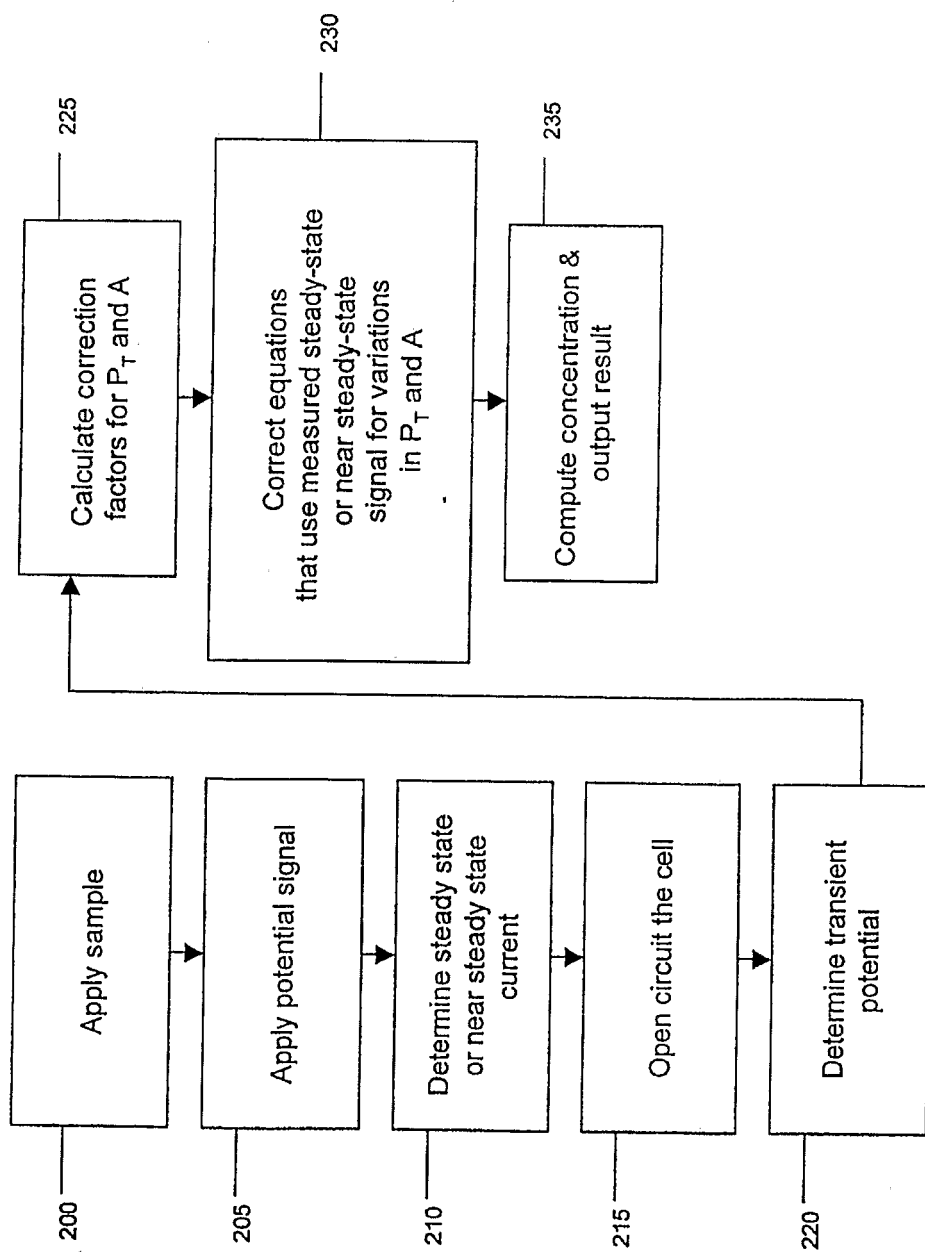 200
Apply sample
205
Apply potential signal
210
Determine steady state
or near steady state
current
215
Open circuit the cell
220
Determine transient
potential
225
Calculate correction
factors for P_T and A
230
Correct equations
that use measured steady-state
or near steady-state
signal for variations
in P_T and A
235
Compute concentration &
output result